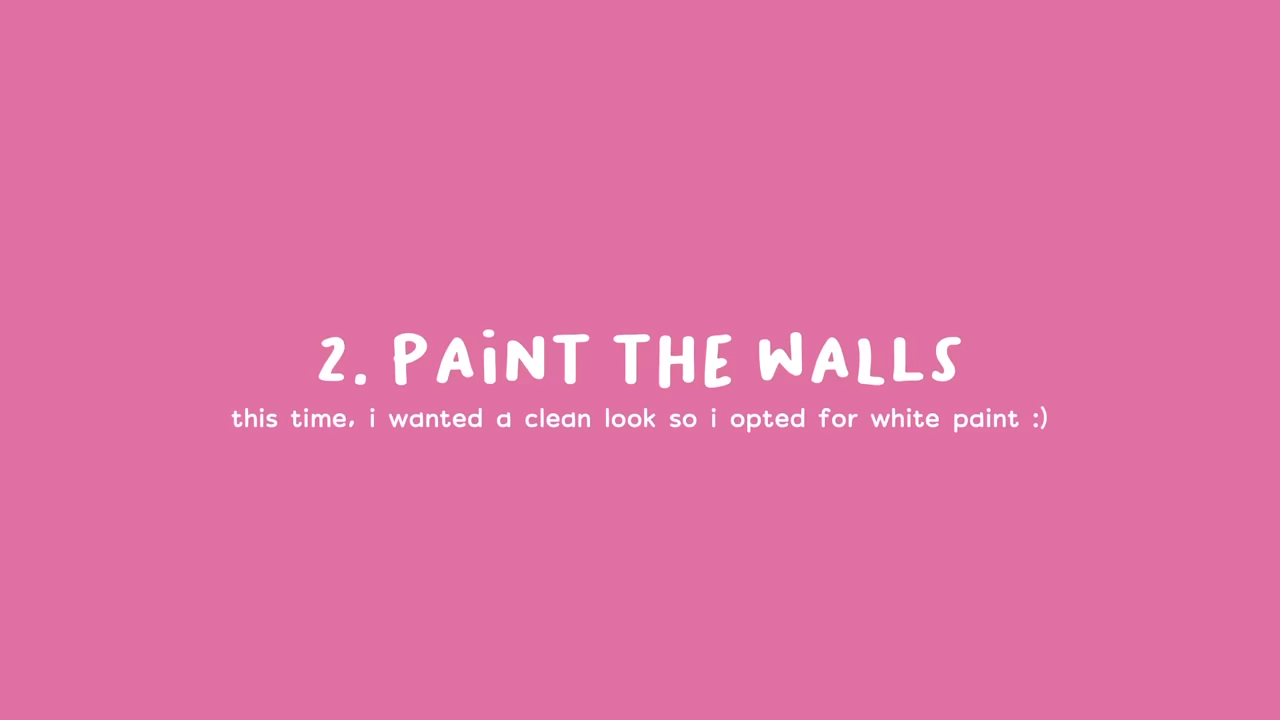 2. PAiNT THE WALLS
this time, i wanted a clean look so i opted for white paint :)